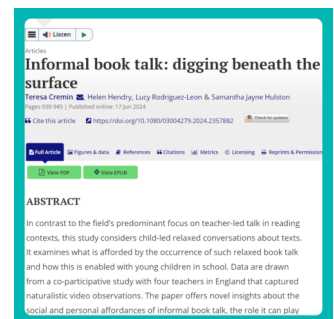 Listen
Articles
Informal book talk: digging beneath the
surface
Teresa Cremin, Helen Hendry, Lucy Rodriguez-Leon & Samantha Jayne Hulston
Pages 930-945 | Published online: 17 Jun 2024
Cite this article https://doi.org/10.1080/03004279.2024.2357882 Check for updates
Full Article Figures & data References Citations Metrics Licensing Reprints & Permission
View PDF View EPUB
ABSTRACT
In contrast to the field's predominant focus on teacher-led talk in reading
contexts, this study considers child-led relaxed conversations about texts.
It examines what is afforded by the occurrence of such relaxed book talk
and how this is enabled with young children in school. Data are drawn
from a co-participative study with four teachers in England that captured
naturalistic video observations. The paper offers novel insights about the
social and personal affordances of informal book talk, the role it can play